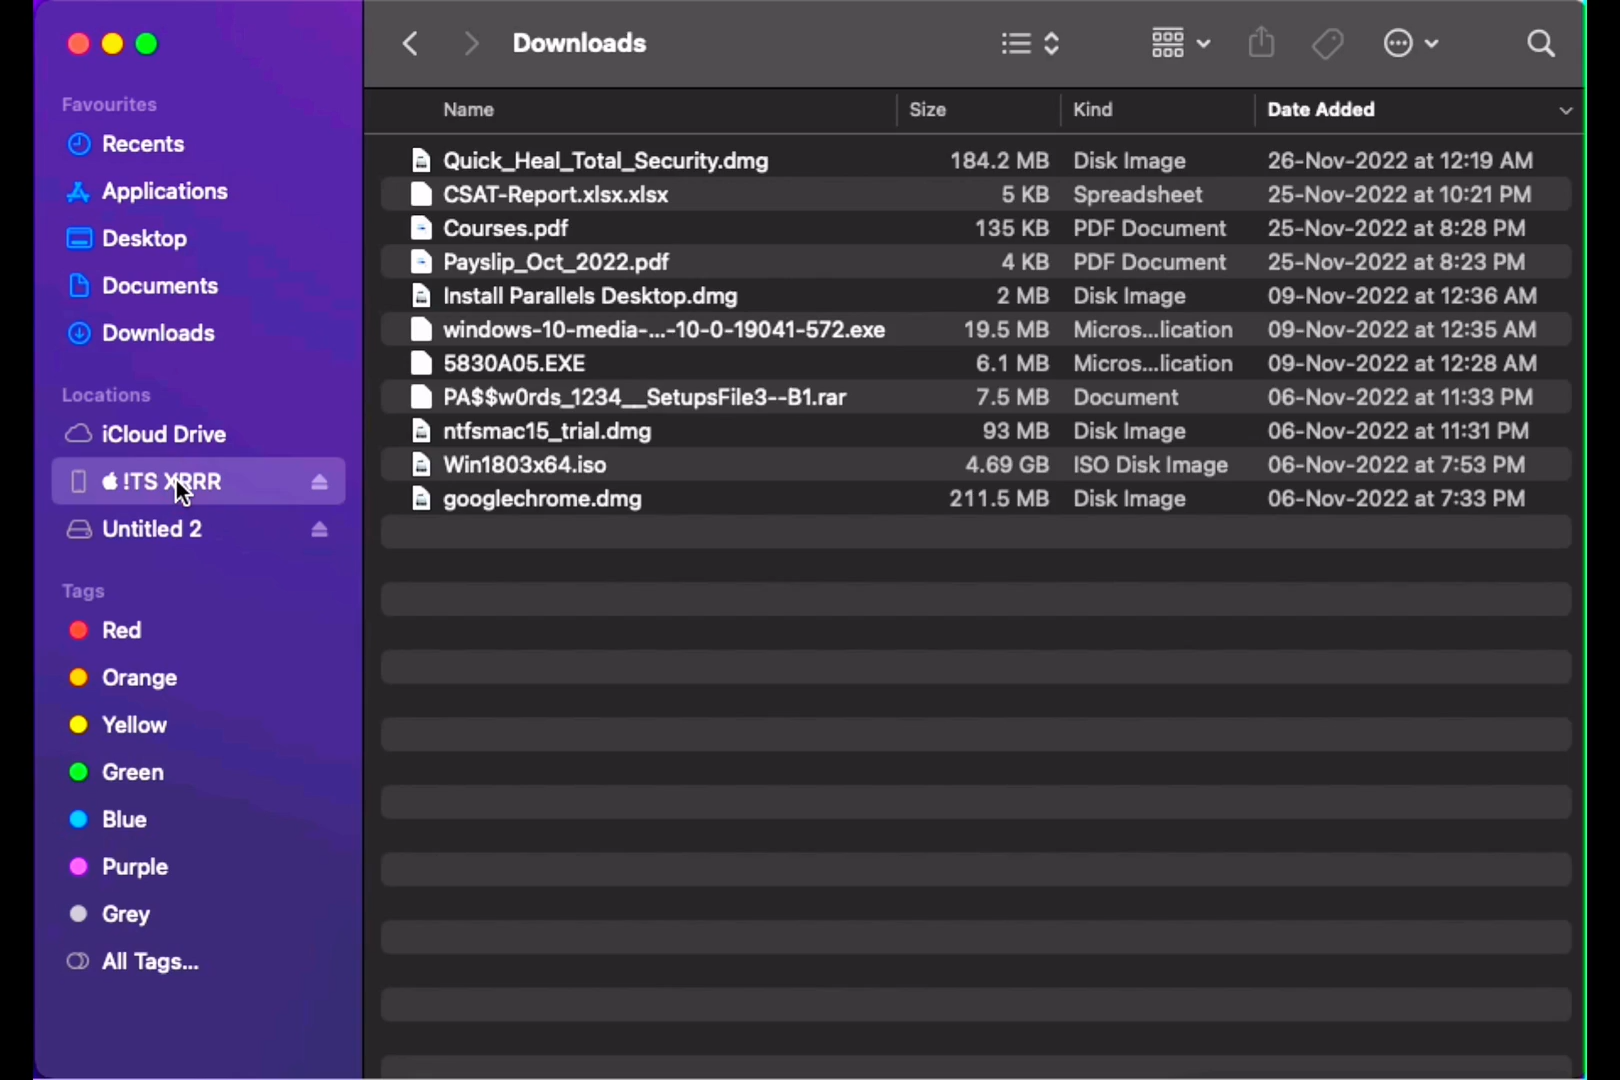 Downloads
Favourites
Recents
Applications
Desktop
Documents
Downloads
Locations
iCloud Drive
!TS XRRR
Untitled 2
Tags
Red
Orange
Yellow
Green
Blue
Purple
Grey
All Tags...
Name Size Kind Date Added
Quick_Heal_Total_Security.dmg 184.2 MB Disk Image 26-Nov-2022 at 12:19 AM
CSAT-Report.xlsx.xlsx 5 KB Spreadsheet 25-Nov-2022 at 10:21 PM
Courses.pdf 135 KB PDF Document 25-Nov-2022 at 8:28 PM
Payslip_Oct_2022.pdf 4 KB PDF Document 25-Nov-2022 at 8:23 PM
Install Parallels Desktop.dmg 2 MB Disk Image 09-Nov-2022 at 12:36 AM
windows-10-media-...-10-0-19041-572.exe 19.5 MB Micros...lication 09-Nov-2022 at 12:35 AM
5830A05.EXE 6.1 MB Micros...lication 09-Nov-2022 at 12:28 AM
PA$$w0rds_1234__SetupsFile3--B1.rar 7.5 MB Document 06-Nov-2022 at 11:33 PM
ntfsmac15_trial.dmg 93 MB Disk Image 06-Nov-2022 at 11:31 PM
Win1803x64.iso 4.69 GB ISO Disk Image 06-Nov-2022 at 7:53 PM
googlechrome.dmg 211.5 MB Disk Image 06-Nov-2022 at 7:33 PM